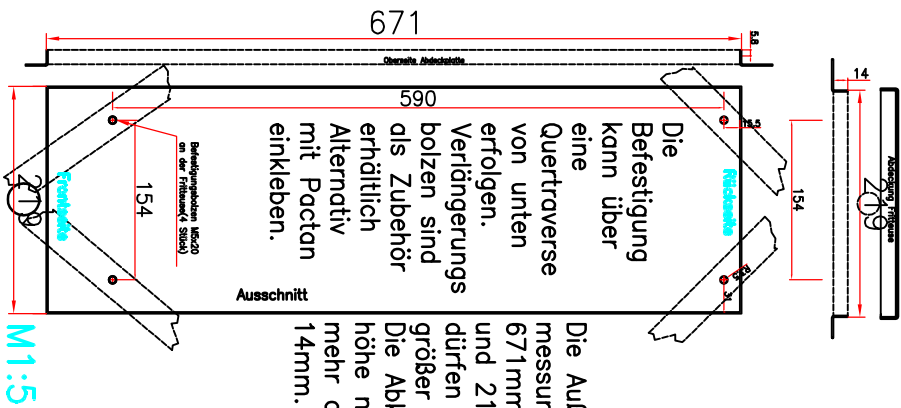 671
5.8
14
Oberseite Abdeckplatte
590
16.5
Abdeckung Fritteuse
219
154
Rückseite
Die
Befestigung
kann über
eine
Quertraverse
von unten
erfolgen.
Verlängerungs
bolzen sind
als Zubehör
erhältlich
Alternativ
mit Pactan
einkleben.
Befestigungsbolzen M5x20
an der Fritteuse(4 Stück)
154
Frontseite
219
Ausschnitt
31
Die Auß
messur
671mm
und 21
dürfen
größer
Die Abk
höhe n
mehr a
14mm.
M1:5